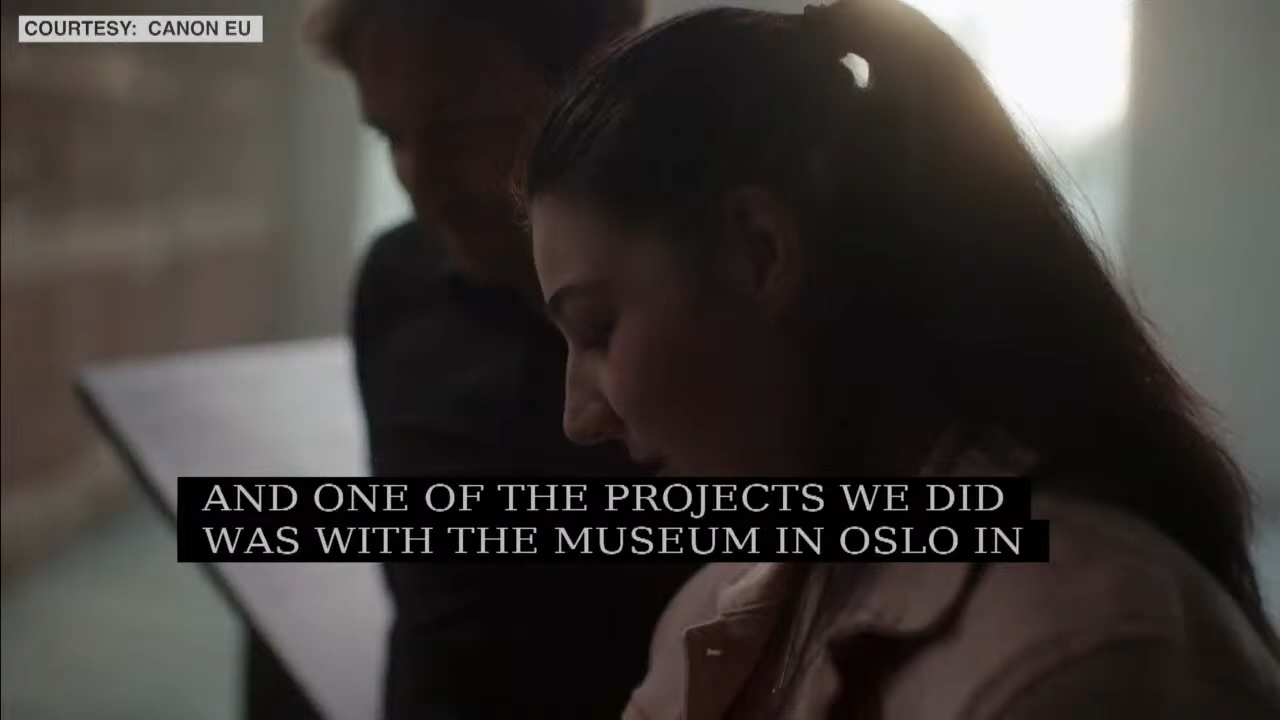 COURTESY: CANON EU
AND ONE OF THE PROJECTS WE DID
WAS WITH THE MUSEUM IN OSLO IN